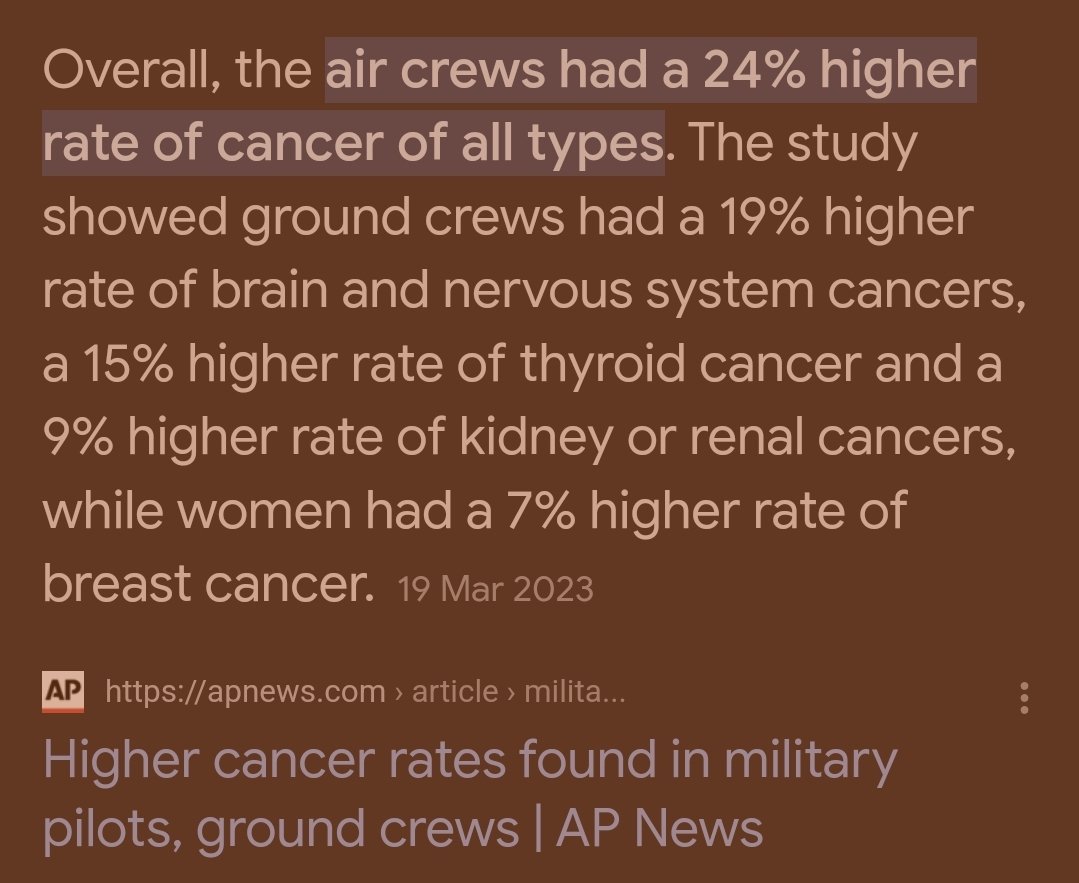 Overall, the air crews had a 24% higher
rate of cancer of all types. The study
showed ground crews had a 19% higher
rate of brain and nervous system cancers,
a 15% higher rate of thyroid cancer and a
9% higher rate of kidney or renal cancers,
while women had a 7% higher rate of
breast cancer. 19 Mar 2023
AP https://apnews.com › article › milita...
Higher cancer rates found in military
pilots, ground crews | AP News